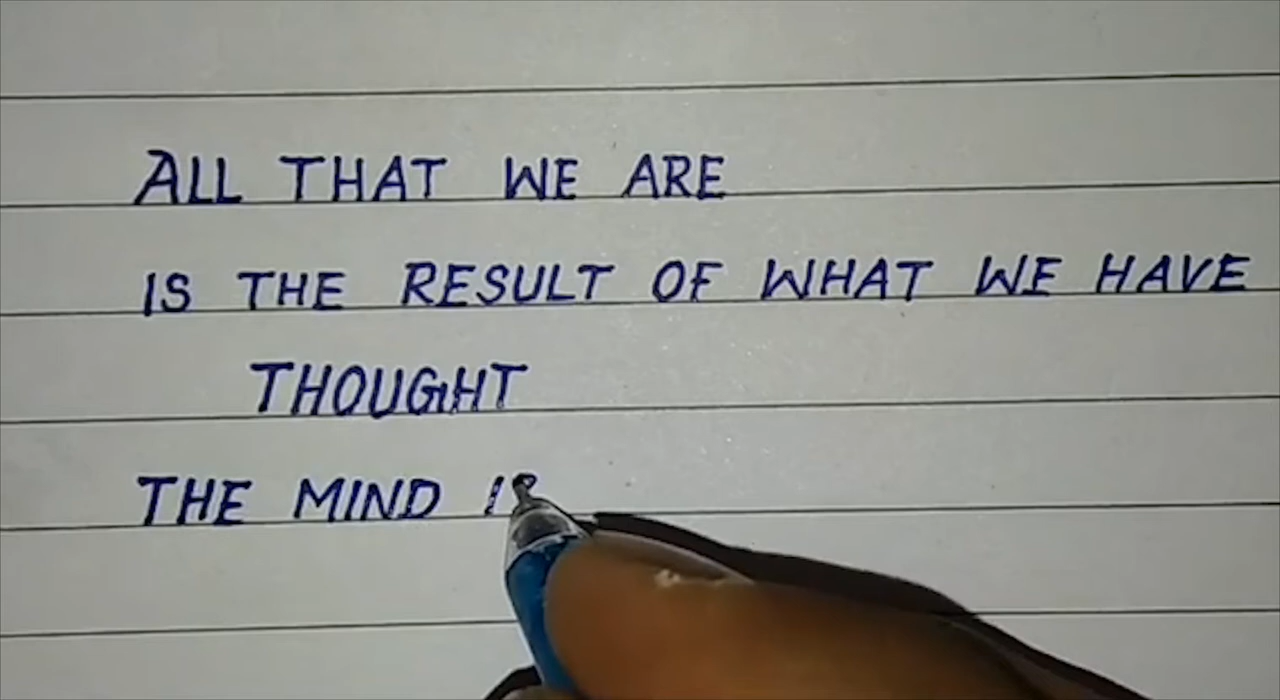 ALL THAT WE ARE
IS THE RESULT OF WHAT WE HAVE
THOUGHT
THE MIND